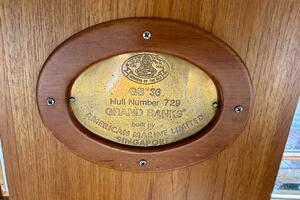 GB 36
Hull Number 729
GRAND BANKS®
built by
AMERICAN MARINE LIMITED
SINGAPORE